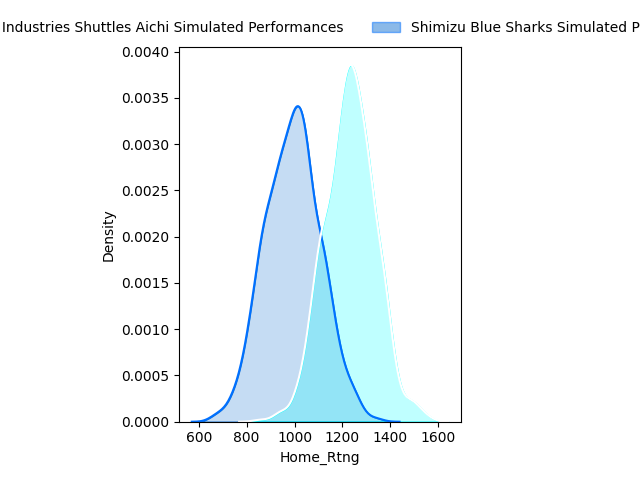 Industries Shuttles Aichi Simulated Performances
Shimizu Blue Sharks Simulated P
0.0040
0.0035
0.0030
0.0025
0.0020
0.0015
0.0010
0.0005
0.0000
Density
600 800 1000 1200 1400 1600
Home_Rtng